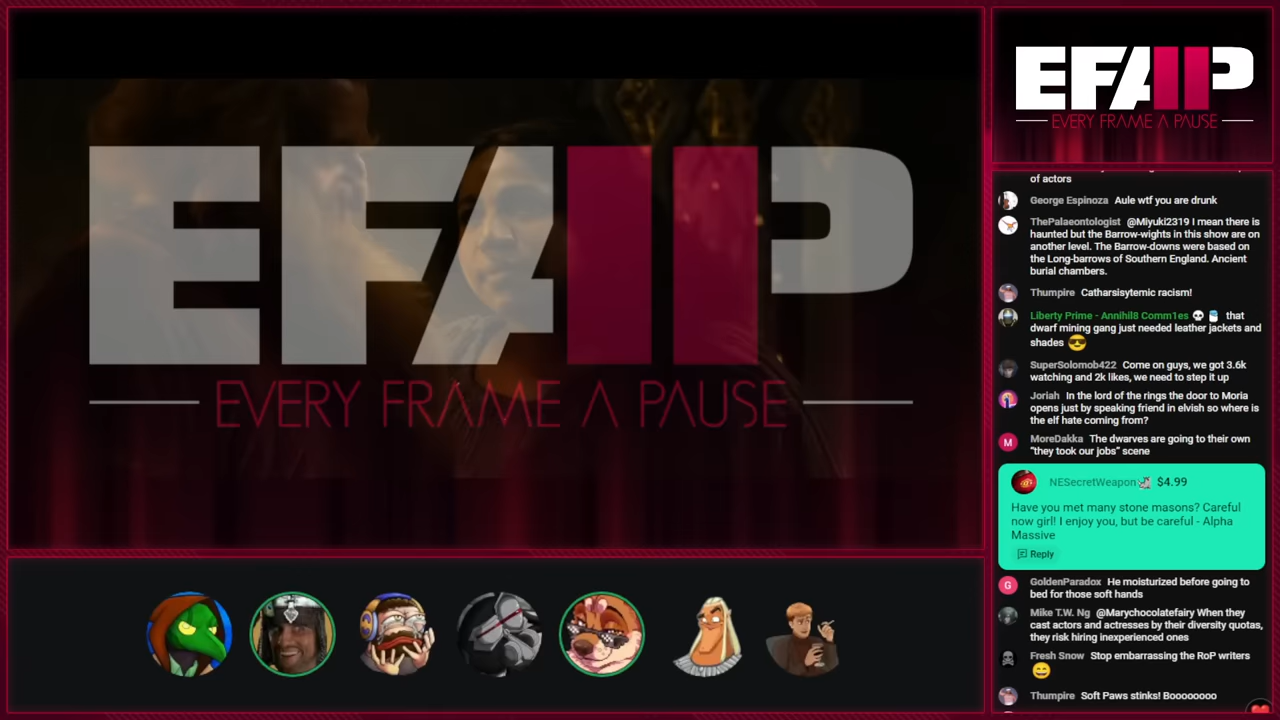 EFAP
EVERY FRAME A PAUSE
EFAP
EVERY FRAME A PAUSE
of actors
George Espinoza Aule wtf you are drunk
ThePalaeontologist @Miyuki2319 I mean there is
haunted but the Barrow-wights in this show are on
another level. The Barrow-downs were based on
the Long-barrows of Southern England. Ancient
burial chambers.
Thumpire Catharsisytemic racism!
Liberty Prime - Annihil8 Comm1es 💀 that
dwarf mining gang just needed leather jackets and
shades 😎
SuperSolomob422 Come on guys, we got 3.6k
watching and 2k likes, we need to step it up
Joriah In the lord of the rings the door to Moria
opens just by speaking friend in elvish so where is
the elf hate coming from?
M
MoreDakka The dwarves are going to their own
“they took our jobs” scene
NESecretWeapon $4.99
Have you met many stone masons? Careful
now girl! I enjoy you, but be careful - Alpha
Massive
Reply
G
GoldenParadox He moisturized before going to
bed for those soft hands
Mike T.W. Ng @Marychocolatefairy When they
cast actors and actresses by their diversity quotas,
they risk hiring inexperienced ones
Fresh Snow Stop embarrassing the RoP writers
😄
Thumpire Soft Paws stinks! Boooooooo